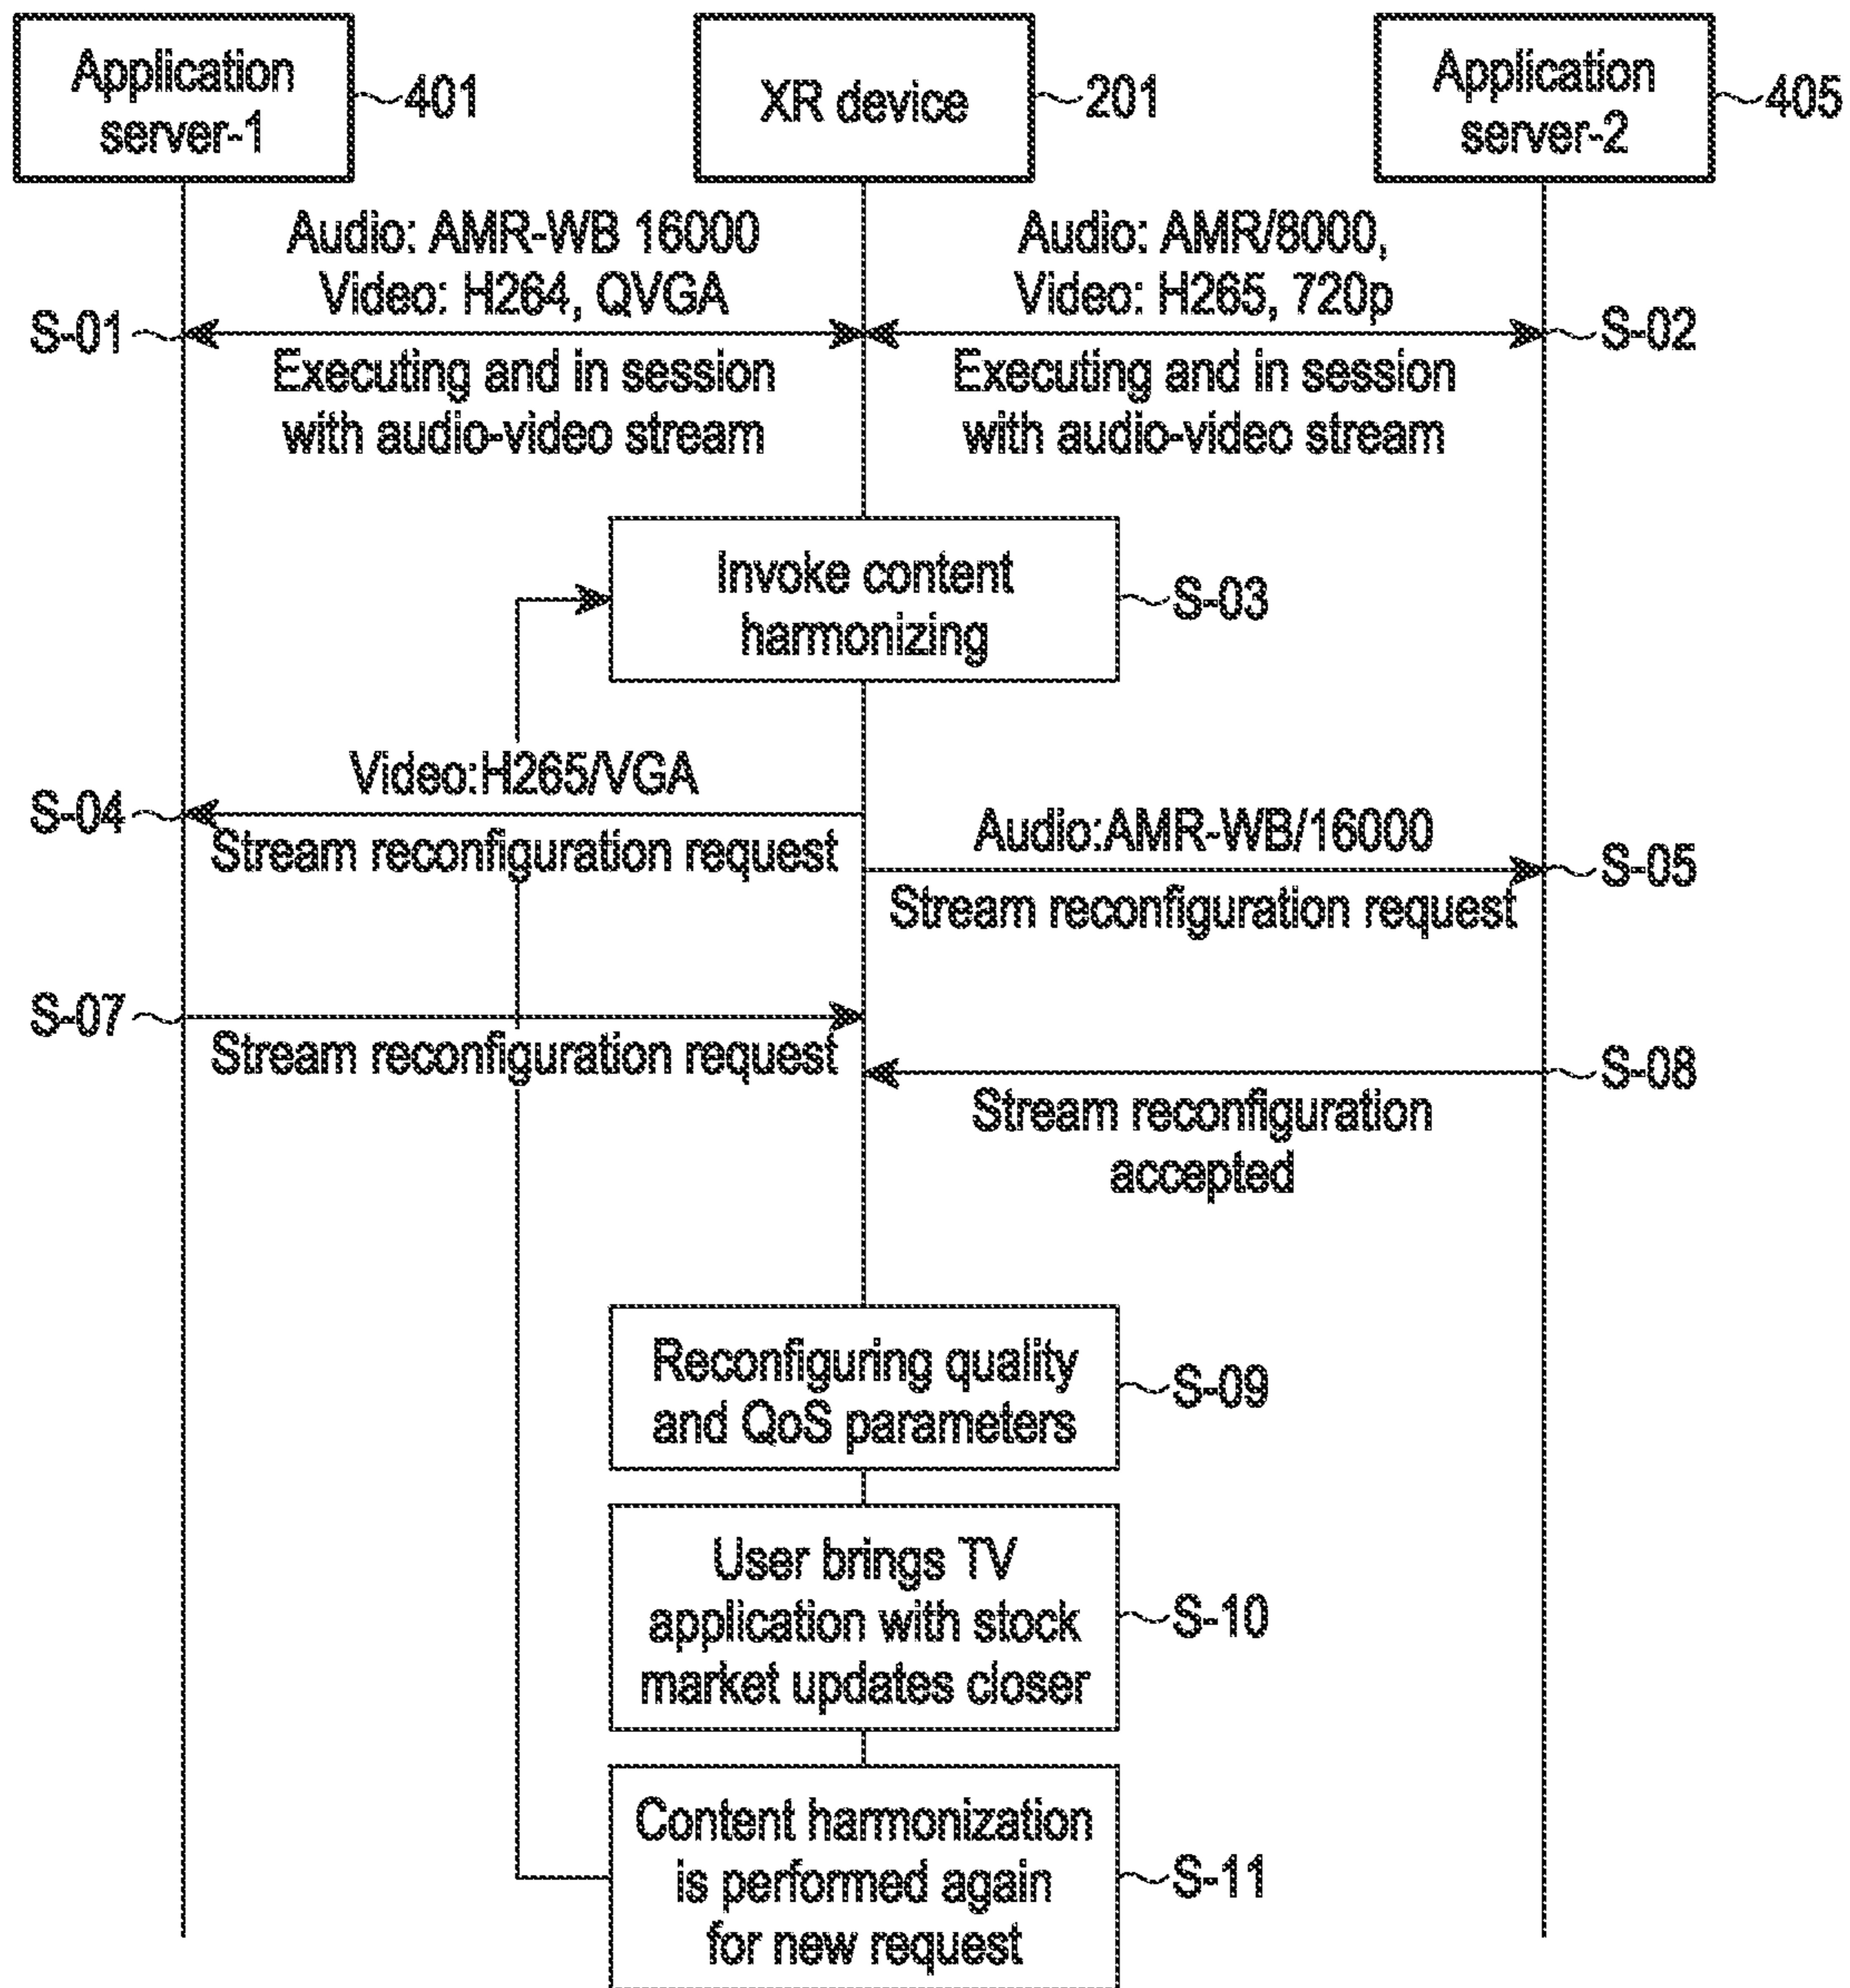 Application
server-1
401
XR device
201
Application
server-2
405
Audio: AMR-WB 16000
Video: H264, QVGA
Audio: AMR/8000,
Video: H265, 720p
S-01
S-02
Executing and in session
with audio-video stream
Executing and in session
with audio-video stream
Invoke content
harmonizing
S-03
Video:H265/VGA
S-04
Stream reconfiguration request
Audio:AMR-WB/16000
S-05
Stream reconfiguration request
S-07
Stream reconfiguration request
S-08
Stream reconfiguration
accepted
Reconfiguring quality
and QoS parameters
S-09
User brings TV
application with stock
market updates closer
S-10
Content harmonization
is performed again
for new request
S-11